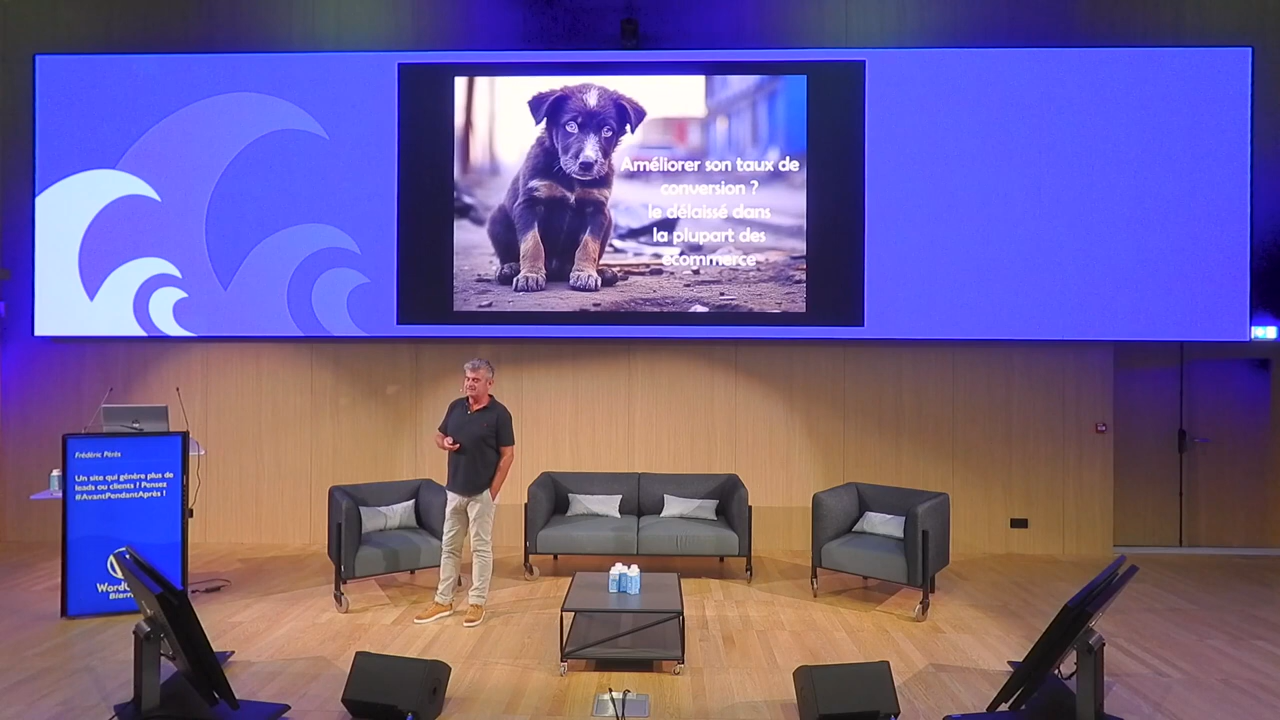 Améliorer son taux de
conversion ?
le délaissé dans
la plupart des
ecommerce
Frédéric Pérès
Un site qui génère plus de
leads ou clients ? Pensez
#AvantPendantAprès !